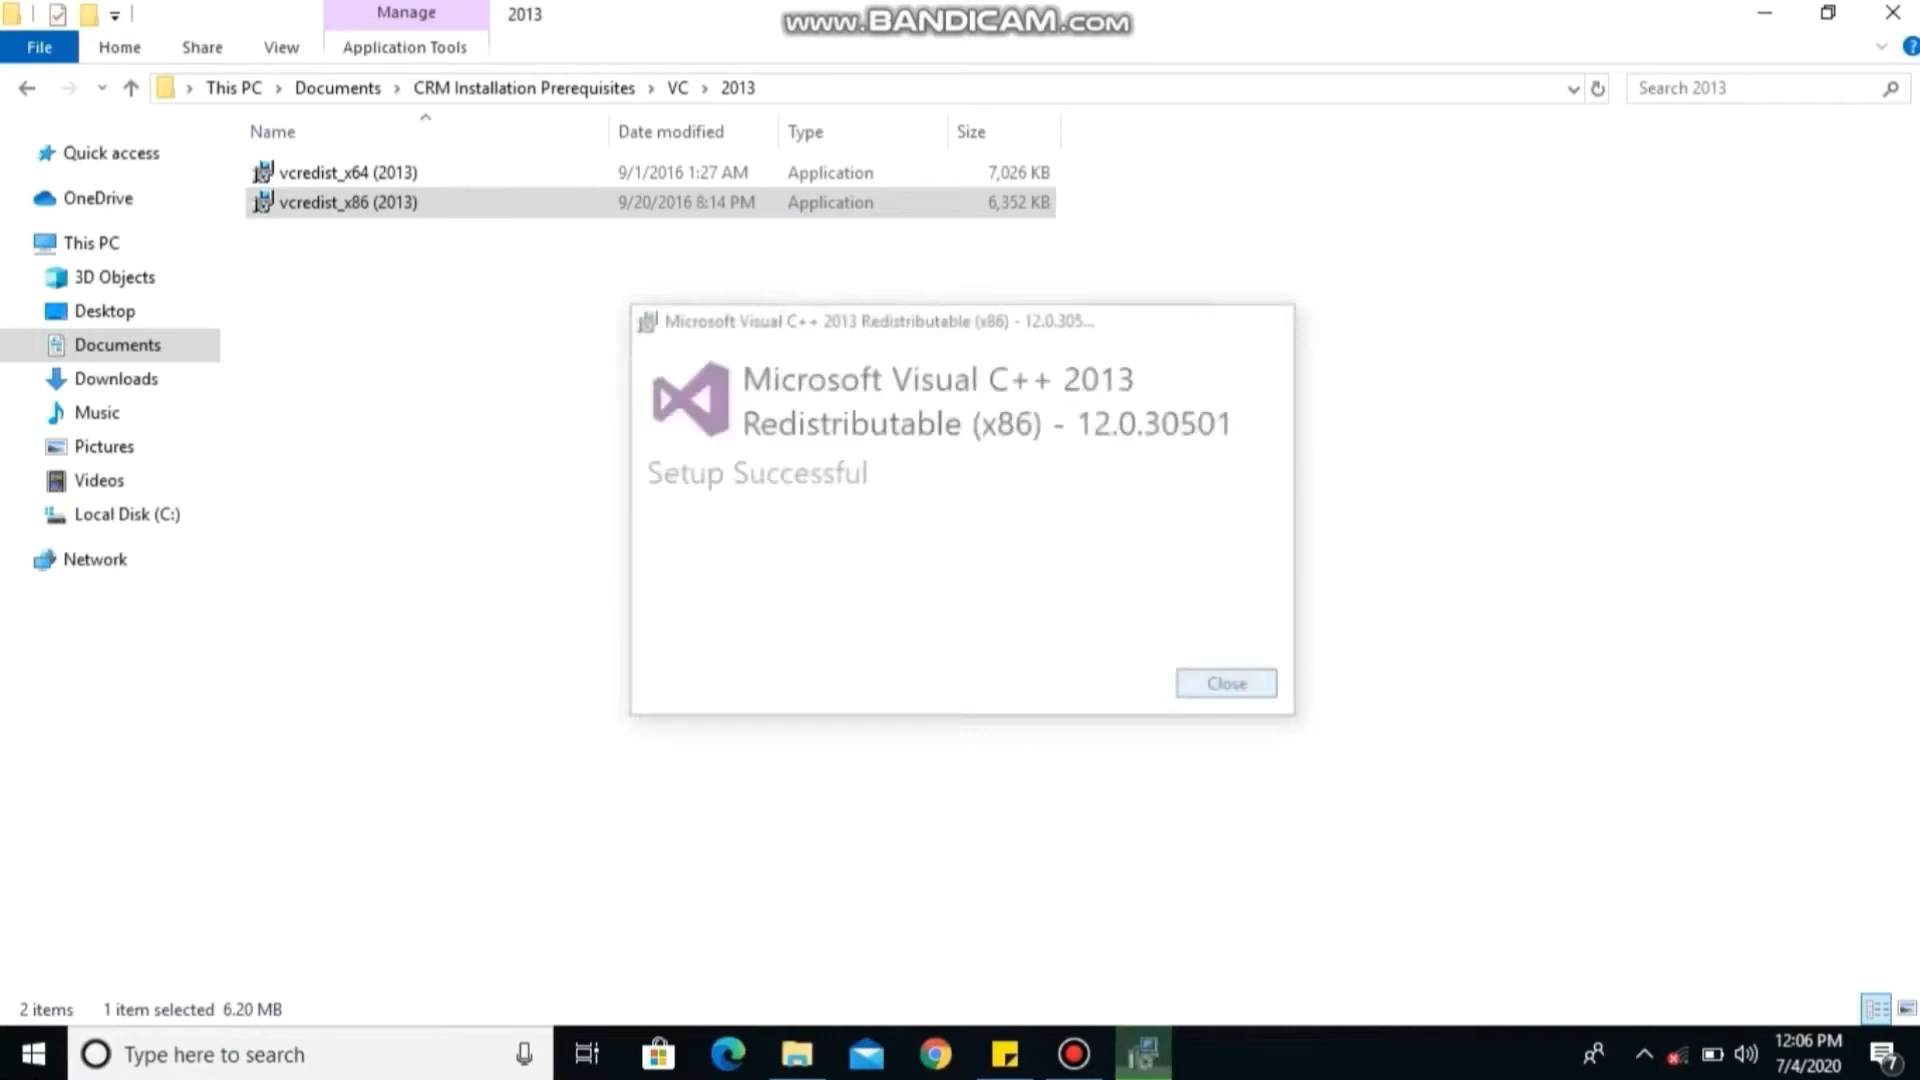 Manage
2013
www.BANDICAM.com
File
Home
Share
View
Application Tools
?
This PC
Documents
CRM Installation Prerequisites
VC
2013
Search 2013
Name
Date modified
Type
Size
vcredist_x64 (2013)
9/1/2016 1:27 AM
Application
7,026 KB
vcredist_x86 (2013)
9/20/2016 8:14 PM
Application
6,352 KB
Quick access
OneDrive
This PC
3D Objects
Desktop
Documents
Downloads
Music
Pictures
Videos
Local Disk (C:)
Network
Microsoft Visual C++ 2013 Redistributable (x86) - 12.0.305...
Microsoft Visual C++ 2013
Redistributable (x86) - 12.0.30501
Setup Successful
Close
2 items
1 item selected 6.20 MB
Type here to search
12:06 PM
7/4/2020
7